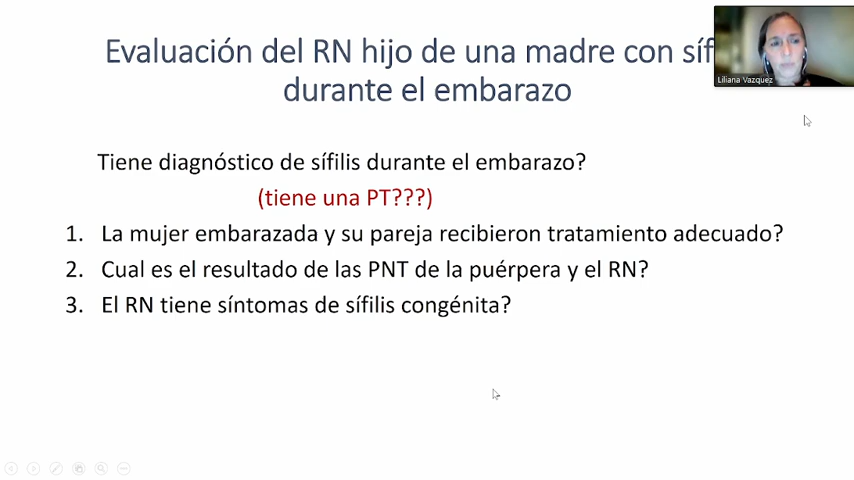 Evaluación del RN hijo de una madre con
durante el embarazo
Liliana Vazquez
Tiene diagnóstico de sífilis durante el embarazo?
(tiene una PT???)
1. La mujer embarazada y su pareja recibieron tratamiento adecuado?
2. Cual es el resultado de las PNT de la puérpera y el RN?
3. El RN tiene síntomas de sífilis congénita?